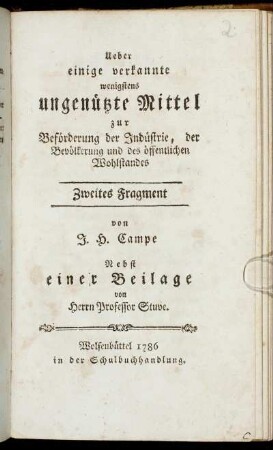 Ueber
einige verkannte
wenigstens
ungenützte Mittel
zur
Beförderung der Indüstrie, der
Bevölkerung und des öffentlichen
Wohlstandes
Zweites Fragment
von
J. H. Campe
Nebst
einer Beilage
von
Herrn Professor Stuve.
Wolfenbüttel 1786
in der Schulbuchhandlung.